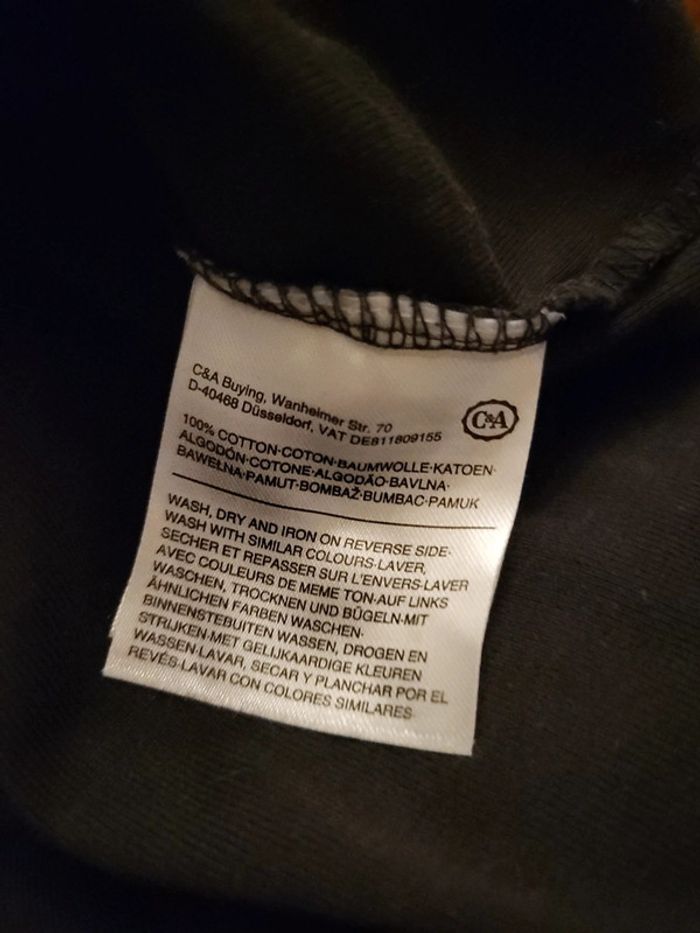 C&A Buying, Wanheimer Str. 70
D-40468 Düsseldorf, VAT DE811809155
C&A
100% COTTON·COTON·BAUMWOLLE·KATOEN·
ALGODÓN·COTONE·ALGODÃO·BAVLNA·
BAWEŁNA·PAMUT·BOMBAŽ·BUMBAC·PAMUK
WASH, DRY AND IRON ON REVERSE SIDE·
WASH WITH SIMILAR COLOURS·LAVER,
SECHER ET REPASSER SUR L'ENVERS·LAVER
AVEC COULEURS DE MEME TON·AUF LINKS
WASCHEN, TROCKNEN UND BÜGELN·MIT
ÄHNLICHEN FARBEN WASCHEN·
BINNENSTEBUITEN WASSEN, DROGEN EN
STRIJKEN·MET GELIJKAARDIGE KLEUREN
WASSEN·LAVAR, SECAR Y PLANCHAR POR EL
REVÉS·LAVAR CON COLORES SIMILARES·